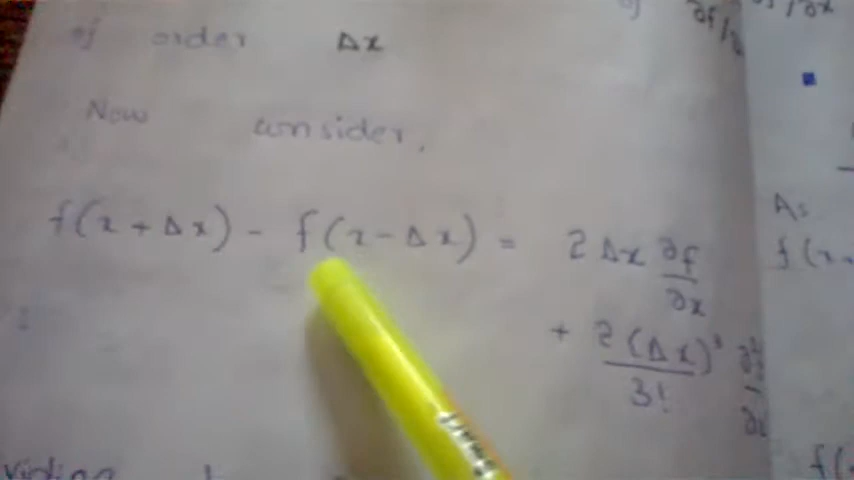 of order Δx
Now consider,
f(x + Δx) - f(x - Δx) = 2 Δx ∂f/∂x
+ 2 (Δx)³/3!
As